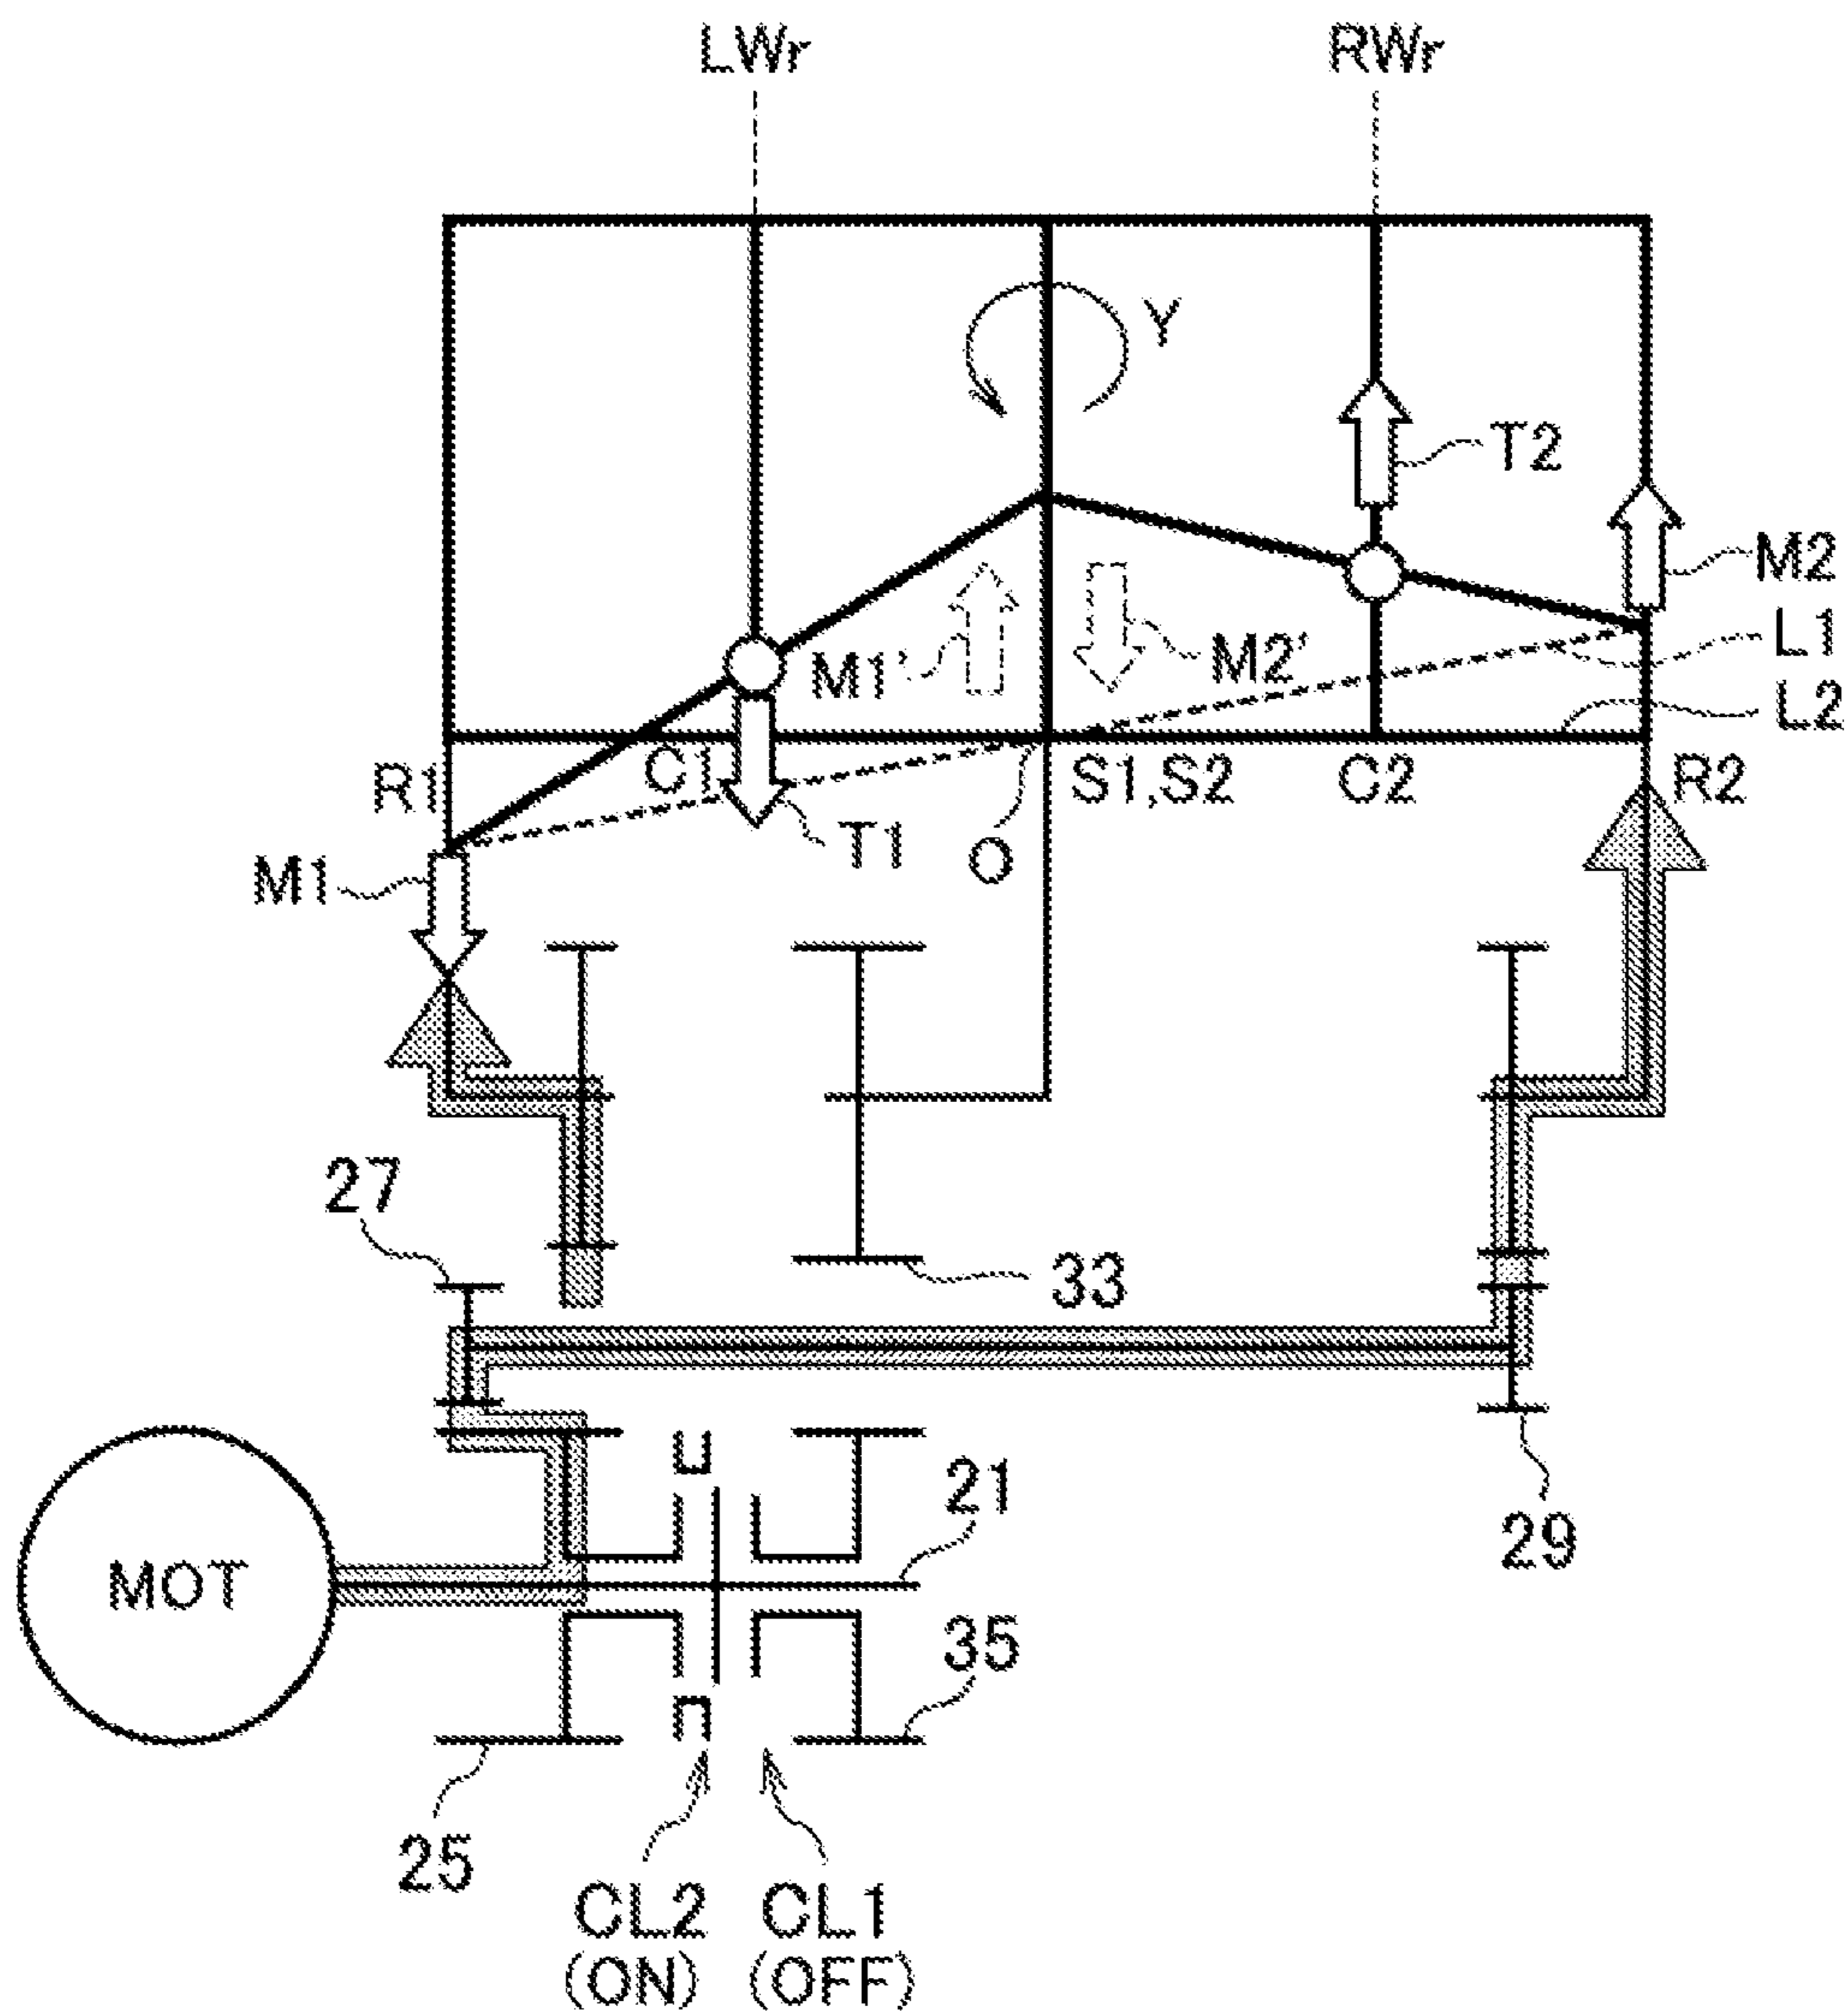 LWr RWr
Y
T2
M2
M1' M2' L1
L2
R1 C1 S1,S2 C2 R2
M1 T1 O
27
33
21
29
MOT
35
25
CL2 CL1
(ON) (OFF)